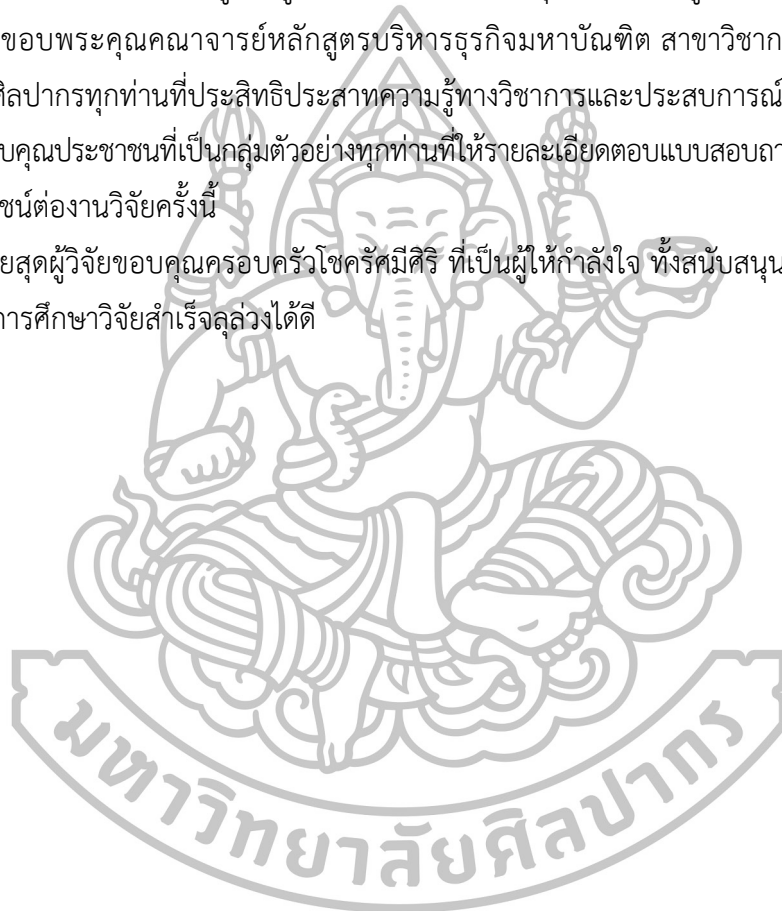 ขอบพระคุณคณาจารย์หลักสูตรบริหารธุรกิจมหาบัณฑิต สาขาวิชาก
ศิลปากรทุกท่านที่ประสิทธิประสาทความรู้ทางวิชาการและประสบการณ์
บคุณประชาชนที่เป็นกลุ่มตัวอย่างทุกท่านที่ให้รายละเอียดตอบแบบสอบถา
ชน์ต่องานวิจัยครั้งนี้
ยสุดผู้วิจัยขอบคุณครอบครัวโชครัศมีศิริ ที่เป็นผู้ให้กำลังใจ ทั้งสนับสนุน
การศึกษาวิจัยสำเร็จลุล่วงได้ดี
มหาวิทยาลัยศิลปากร